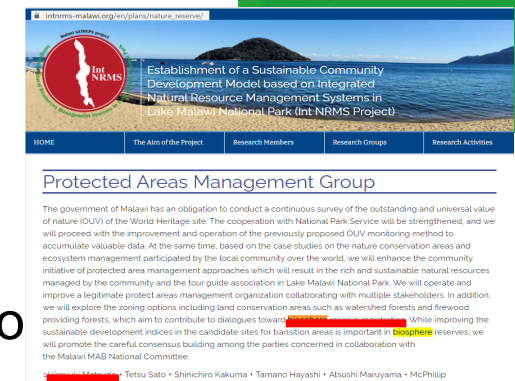 intnrms-malawi.org/en/plans/nature_reserve/
Malawi SATREPS project
Int
NRMS
Establishment of a Sustainable Community
Development Model based on Integrated
Natural Resource Management Systems in
Lake Malawi National Park (Int NRMS Project)
HOME The Aim of the Project Research Members Research Groups Research Activities
Protected Areas Management Group
The government of Malawi has an obligation to conduct a continuous survey of the outstanding and universal
value of nature (OUV) of the World Heritage site. The cooperation with National Park Service will be strengthened, and we
will proceed with the improvement and operation of the previously proposed OUV monitoring method to
accumulate valuable data. At the same time, based on the case studies on the nature conservation areas and
ecosystem management participated by the local community over the world, we will enhance the community
initiative of protected area management approaches which will result in the rich and sustainable natural resources
managed by the community and the tour guide association in Lake Malawi National Park. We will operate and
improve a legitimate protect areas management organization collaborating with multiple stakeholders. In addition,
we will explore the zoning options including land conservation areas such as watershed forests and firewood
providing forests, which aim to contribute to dialogues toward biosphere reserve registration. While improving the
sustainable development indices in the candidate sites for transition areas is important in biosphere reserves, we
will promote the careful consensus building among the parties concerned in collaboration with
the Malawi MAB National Committee.
○ Tetsu Sato • Shinichiro Kakuma • Tamano Hayashi • Atsushi Maruyama • McPhillip
o